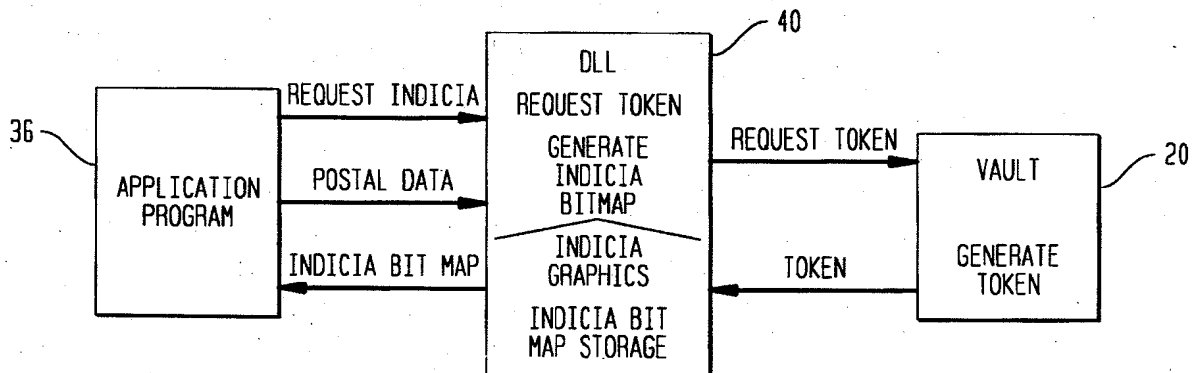 40
DLL
REQUEST TOKEN
GENERATE
INDICIA
BITMAP
INDICIA
GRAPHICS
INDICIA BIT
MAP STORAGE
36
APPLICATION
PROGRAM
REQUEST INDICIA
POSTAL DATA
INDICIA BIT MAP
REQUEST TOKEN
TOKEN
20
VAULT
GENERATE
TOKEN